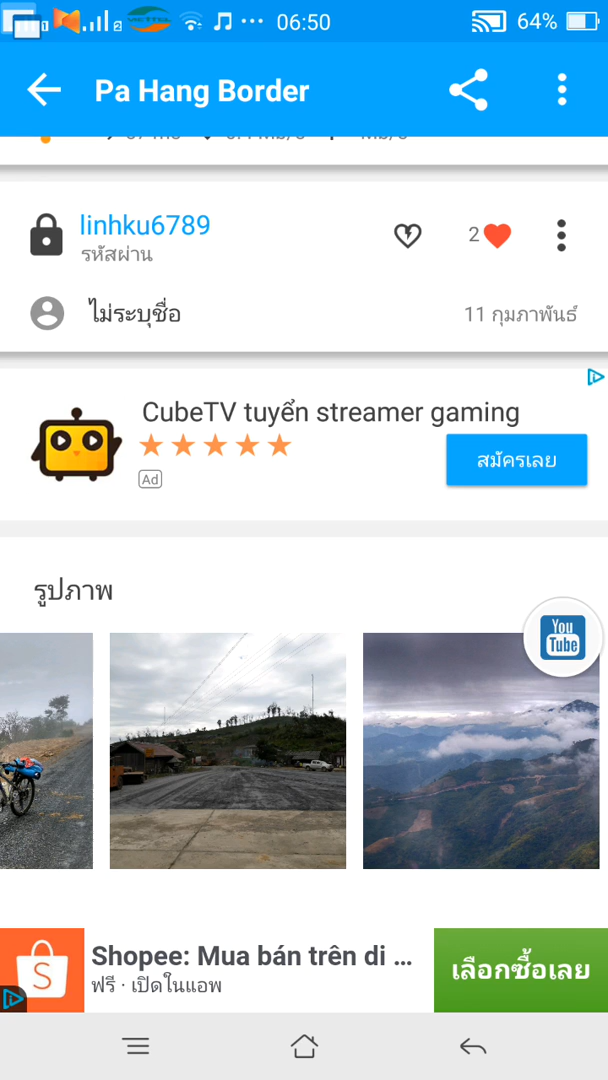 1
2
VIETTEL
06:50
64%
Pa Hang Border
linhku6789
2
รหัสผ่าน
ไม่ระบุชื่อ
11 กุมภาพันธ์
CubeTV tuyển streamer gaming
Ad
สมัครเลย
รูปภาพ
You
Tube
S
Shopee: Mua bán trên di ...
ฟรี · เปิดในแอพ
เลือกซื้อเลย